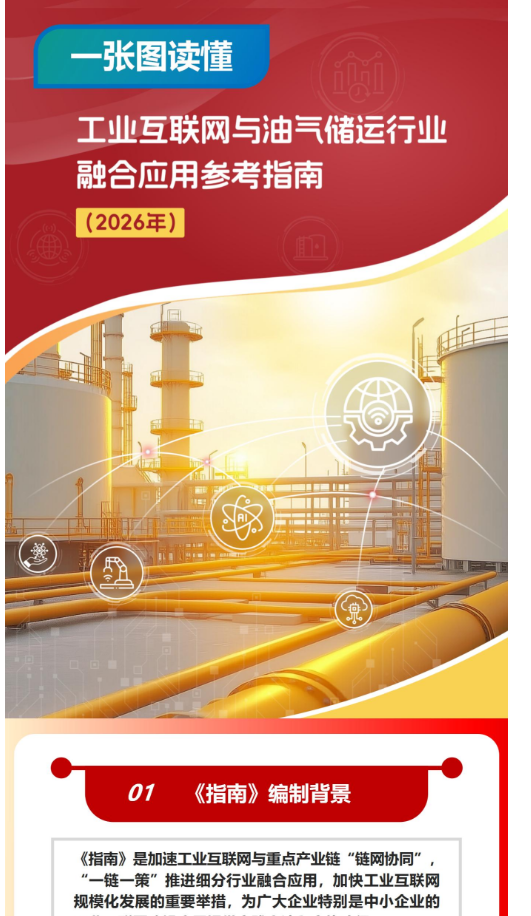 一张图读懂
工业互联网与油气储运行业
融合应用参考指南
（2026年）
AI
01 《指南》编制背景
《指南》是加速工业互联网与重点产业链“链网协同”，
“一链一策”推进细分行业融合应用，加快工业互联网
规模化发展的重要举措，为广大企业特别是中小企业的